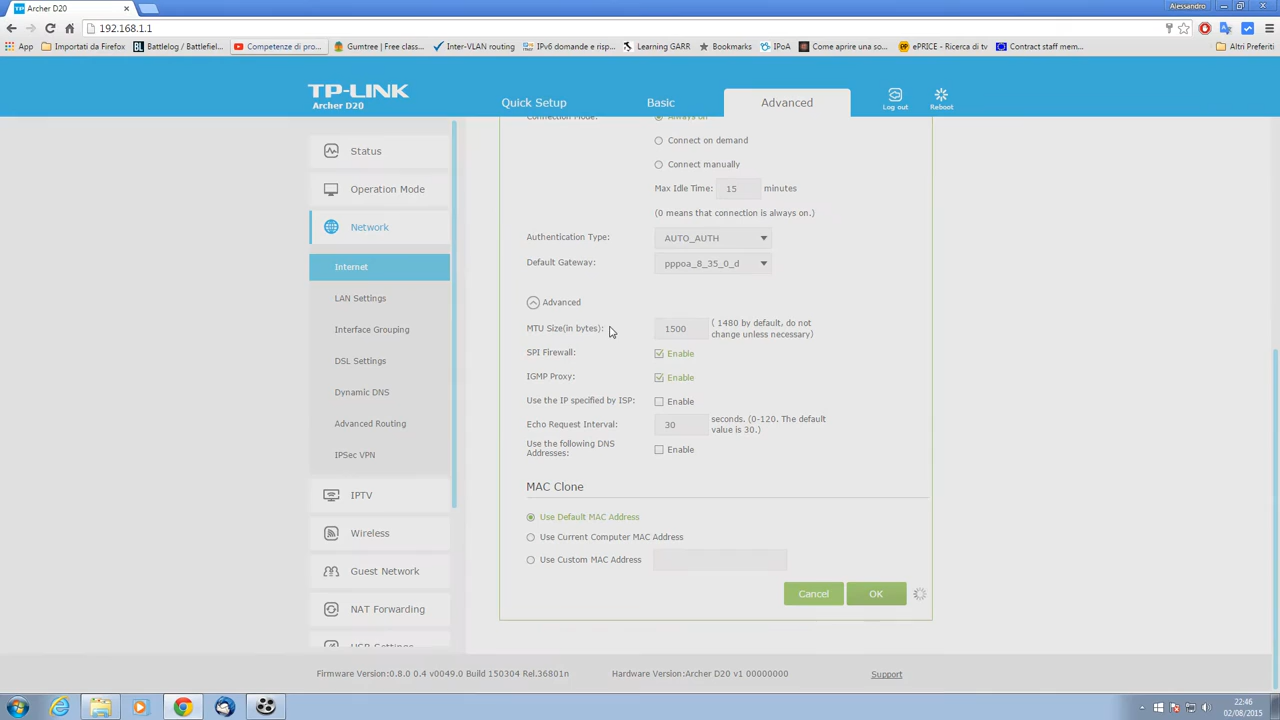 Archer D20
Alessandro
192.168.1.1
App
Importati da Firefox
Battlelog / Battlefiel...
Competenze di pro...
Gumtree | Free class...
Inter-VLAN routing
IPv6 domande e risp...
Learning GARR
Bookmarks
IPoA
Come aprire una so...
ePRICE - Ricerca di tv
Contract staff mem...
Altri Preferiti
TP-LINK
Archer D20
Quick Setup
Basic
Advanced
Log out
Reboot
Status
Operation Mode
Network
Internet
LAN Settings
Interface Grouping
DSL Settings
Dynamic DNS
Advanced Routing
IPSec VPN
IPTV
Wireless
Guest Network
NAT Forwarding
USB Settings
Connection Mode:
Always on
Connect on demand
Connect manually
Max Idle Time: 15 minutes
(0 means that connection is always on.)
Authentication Type: AUTO_AUTH
Default Gateway: pppoa_8_35_0_d
Advanced
MTU Size(in bytes): 1500 ( 1480 by default, do not
change unless necessary)
SPI Firewall: Enable
IGMP Proxy: Enable
Use the IP specified by ISP: Enable
Echo Request Interval: 30 seconds. (0-120. The default
value is 30.)
Use the following DNS
Addresses:
Enable
MAC Clone
Use Default MAC Address
Use Current Computer MAC Address
Use Custom MAC Address
Cancel
OK
Firmware Version:0.8.0 0.4 v0049.0 Build 150304 Rel.36801n
Hardware Version:Archer D20 v1 00000000
Support
22:46
02/08/2015